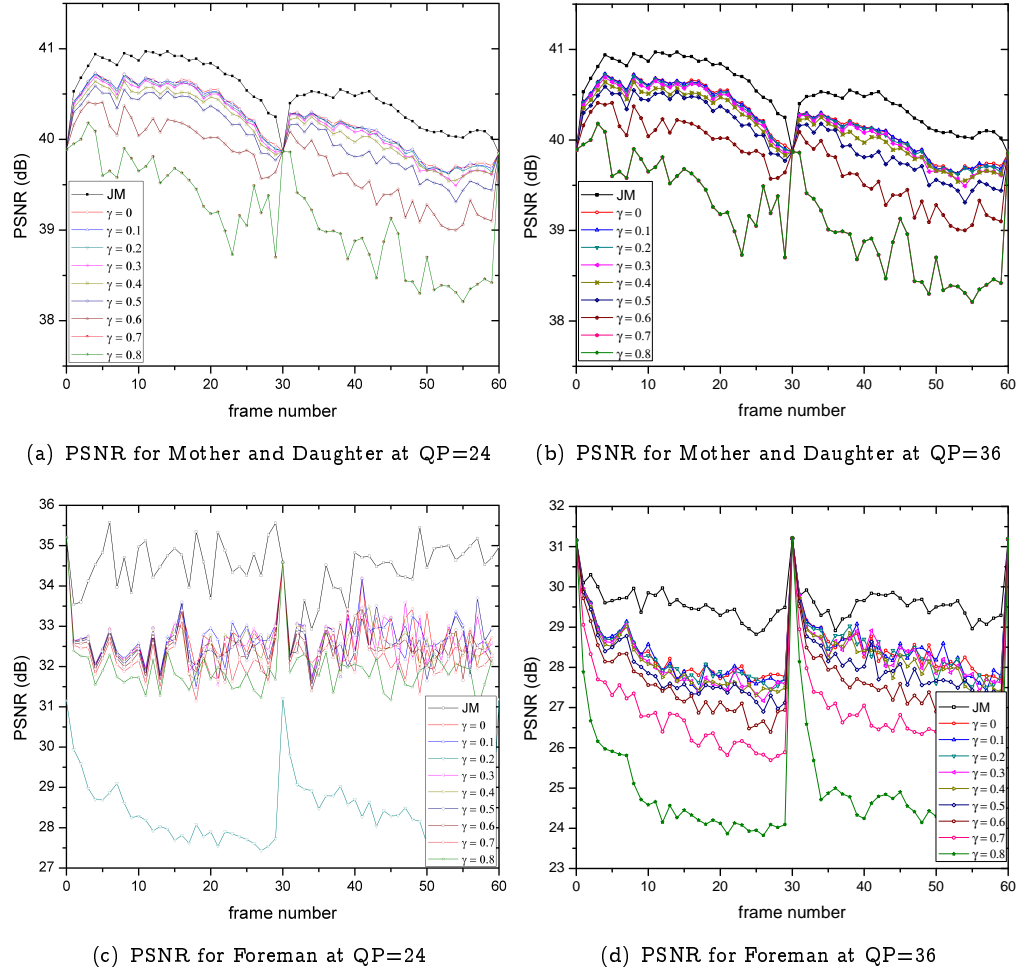 41
40
39
38
PSNR (dB)
JM
γ = 0
γ = 0.1
γ = 0.2
γ = 0.3
γ = 0.4
γ = 0.5
γ = 0.6
γ = 0.7
γ = 0.8
0 10 20 30 40 50 60
frame number
(a) PSNR for Mother and Daughter at QP=24
41
40
39
38
PSNR (dB)
JM
γ = 0
γ = 0.1
γ = 0.2
γ = 0.3
γ = 0.4
γ = 0.5
γ = 0.6
γ = 0.7
γ = 0.8
0 10 20 30 40 50 60
frame number
(b) PSNR for Mother and Daughter at QP=36
36
35
34
33
32
31
30
29
28
27
PSNR (dB)
JM
γ = 0
γ = 0.1
γ = 0.2
γ = 0.3
γ = 0.4
γ = 0.5
γ = 0.6
γ = 0.7
γ = 0.8
0 10 20 30 40 50 60
frame number
(c) PSNR for Foreman at QP=24
32
31
30
29
28
27
26
25
24
23
PSNR (dB)
JM
γ = 0
γ = 0.1
γ = 0.2
γ = 0.3
γ = 0.4
γ = 0.5
γ = 0.6
γ = 0.7
γ = 0.8
0 10 20 30 40 50 60
frame number
(d) PSNR for Foreman at QP=36